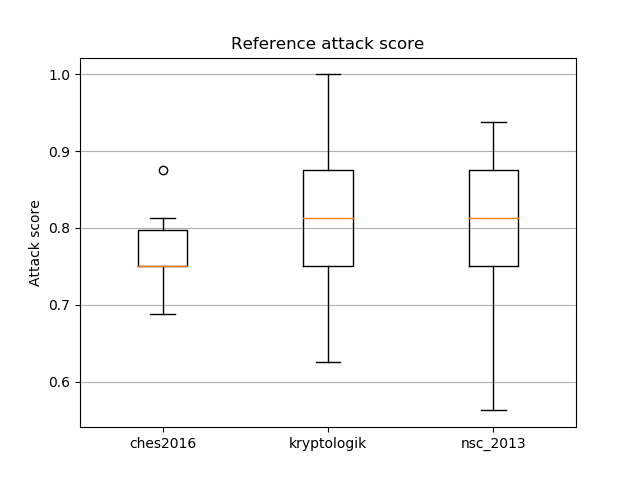 Reference attack score
Attack score
1.0
0.9
0.8
0.7
0.6
ches2016
kryptologik
nsc_2013